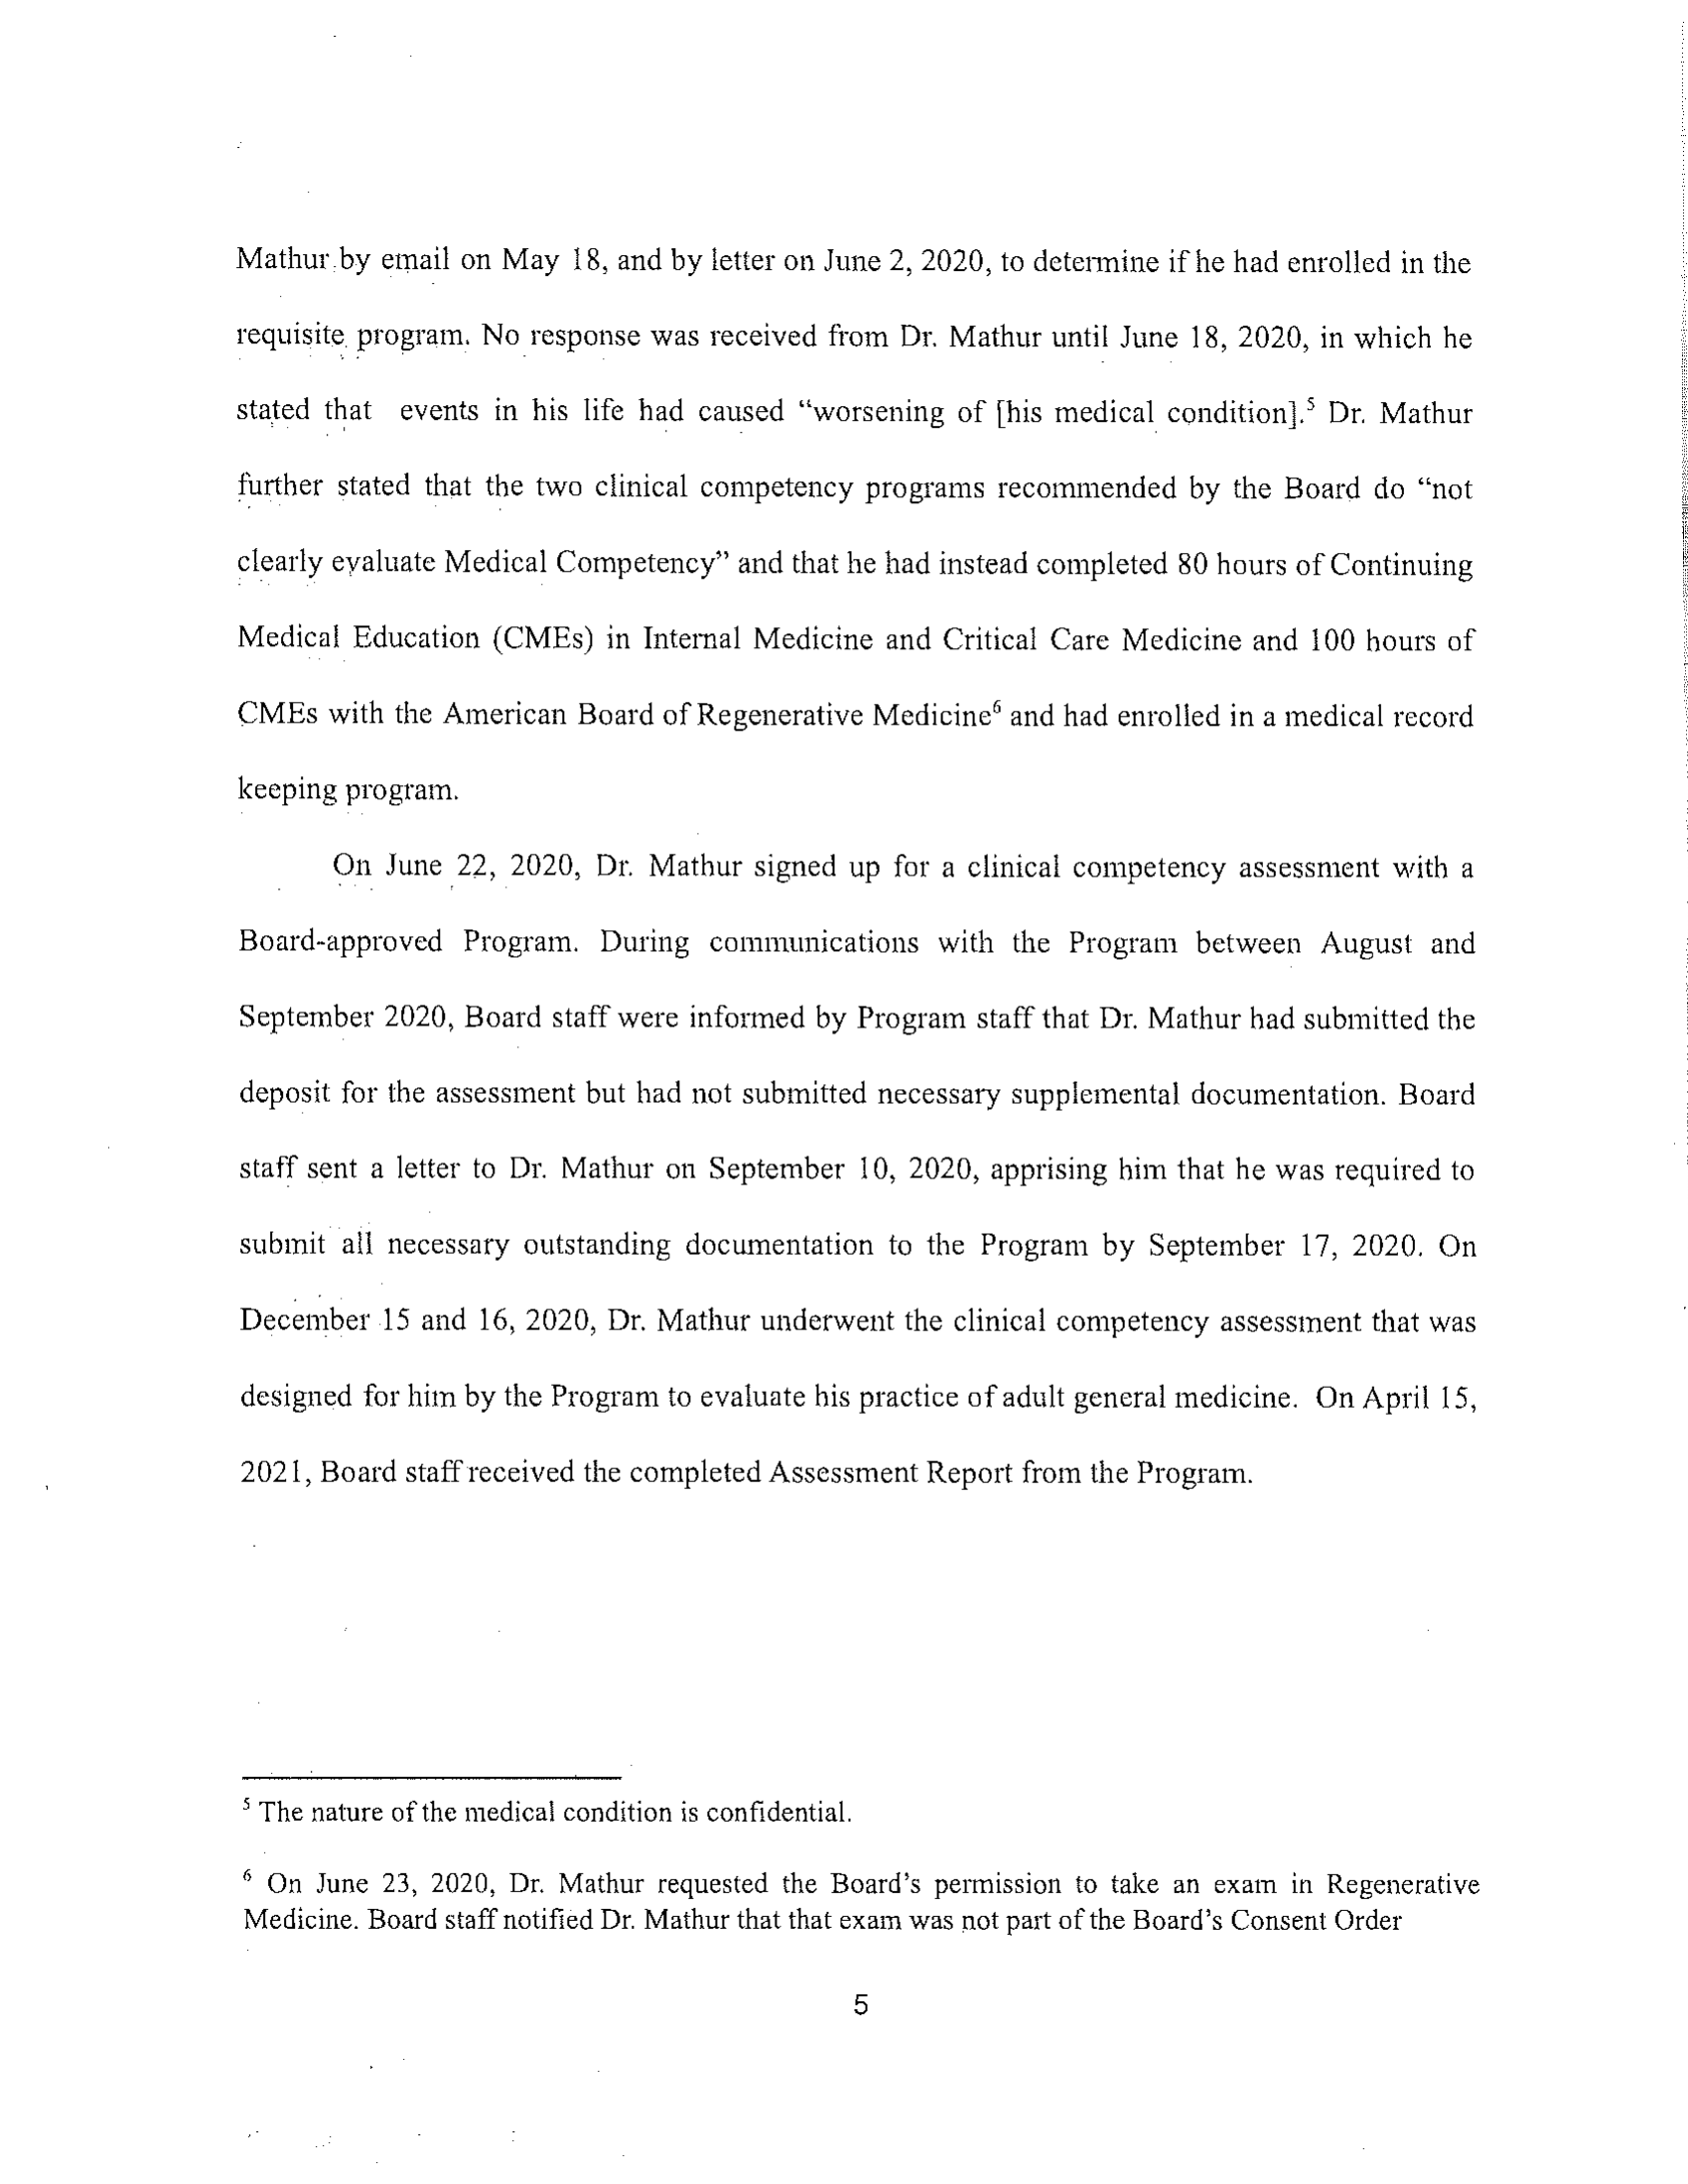 Mathur by email on May 18, and by letter on June 2, 2020, to determine if he had enrolled in the
requisite program. No response was received from Dr. Mathur until June 18, 2020, in which he
stated that events in his life had caused “worsening of [his medical condition].⁵ Dr. Mathur
further stated that the two clinical competency programs recommended by the Board do “not
clearly evaluate Medical Competency” and that he had instead completed 80 hours of Continuing
Medical Education (CMEs) in Internal Medicine and Critical Care Medicine and 100 hours of
CMEs with the American Board of Regenerative Medicine⁶ and had enrolled in a medical record
keeping program.
On June 22, 2020, Dr. Mathur signed up for a clinical competency assessment with a
Board-approved Program. During communications with the Program between August and
September 2020, Board staff were informed by Program staff that Dr. Mathur had submitted the
deposit for the assessment but had not submitted necessary supplemental documentation. Board
staff sent a letter to Dr. Mathur on September 10, 2020, apprising him that he was required to
submit all necessary outstanding documentation to the Program by September 17, 2020. On
December 15 and 16, 2020, Dr. Mathur underwent the clinical competency assessment that was
designed for him by the Program to evaluate his practice of adult general medicine. On April 15,
2021, Board staff received the completed Assessment Report from the Program.
⁵ The nature of the medical condition is confidential.
⁶ On June 23, 2020, Dr. Mathur requested the Board’s permission to take an exam in Regenerative
Medicine. Board staff notified Dr. Mathur that that exam was not part of the Board’s Consent Order
5